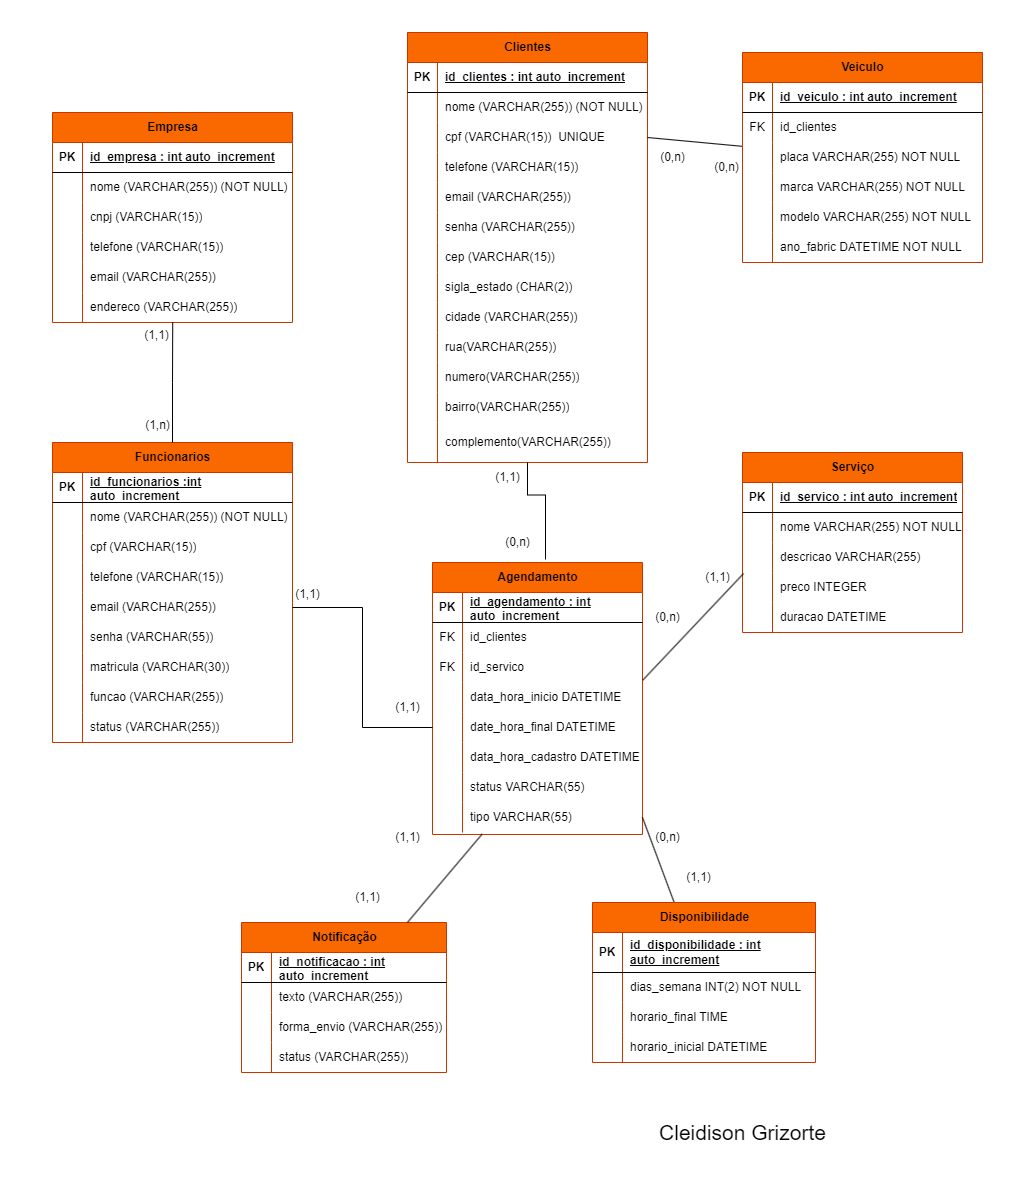 Clientes
PK id_clientes : int auto_increment
nome (VARCHAR(255)) (NOT NULL)
cpf (VARCHAR(15))  UNIQUE
telefone (VARCHAR(15))
email (VARCHAR(255))
senha (VARCHAR(255))
cep (VARCHAR(15))
sigla_estado (CHAR(2))
cidade (VARCHAR(255))
rua(VARCHAR(255))
numero(VARCHAR(255))
bairro(VARCHAR(255))
complemento(VARCHAR(255))
(0,n)
(0,n)
Veiculo
PK id_veiculo : int auto_increment
FK id_clientes
placa VARCHAR(255) NOT NULL
marca VARCHAR(255) NOT NULL
modelo VARCHAR(255) NOT NULL
ano_fabric DATETIME NOT NULL
Empresa
PK id_empresa : int auto_increment
nome (VARCHAR(255)) (NOT NULL)
cnpj (VARCHAR(15))
telefone (VARCHAR(15))
email (VARCHAR(255))
endereco (VARCHAR(255))
(1,1)
(1,n)
Funcionarios
PK id_funcionarios :int
auto_increment
nome (VARCHAR(255)) (NOT NULL)
cpf (VARCHAR(15))
telefone (VARCHAR(15))
email (VARCHAR(255))
senha (VARCHAR(55))
matricula (VARCHAR(30))
funcao (VARCHAR(255))
status (VARCHAR(255))
(1,1)
(1,1)
(1,1)
(0,n)
Agendamento
PK id_agendamento : int
auto_increment
FK id_clientes
FK id_servico
data_hora_inicio DATETIME
date_hora_final DATETIME
data_hora_cadastro DATETIME
status VARCHAR(55)
tipo VARCHAR(55)
Serviço
PK id_servico : int auto_increment
nome VARCHAR(255) NOT NULL
descricao VARCHAR(255)
preco INTEGER
duracao DATETIME
(1,1)
(0,n)
(1,1)
(1,1)
(0,n)
(1,1)
Notificação
PK id_notificacao : int
auto_increment
texto (VARCHAR(255))
forma_envio (VARCHAR(255))
status (VARCHAR(255))
Disponibilidade
PK id_disponibilidade : int
auto_increment
dias_semana INT(2) NOT NULL
horario_final TIME
horario_inicial DATETIME
Cleidison Grizorte